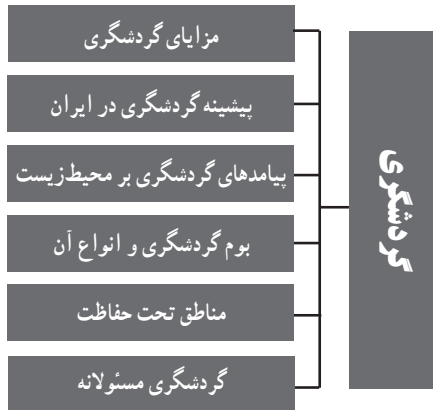 گردشگری
مزایای گردشگری
پیشینه گردشگری در ایران
پیامدهای گردشگری بر محیط‌زیست
بوم گردشگری و انواع آن
مناطق تحت حفاظت
گردشگری مسئولانه